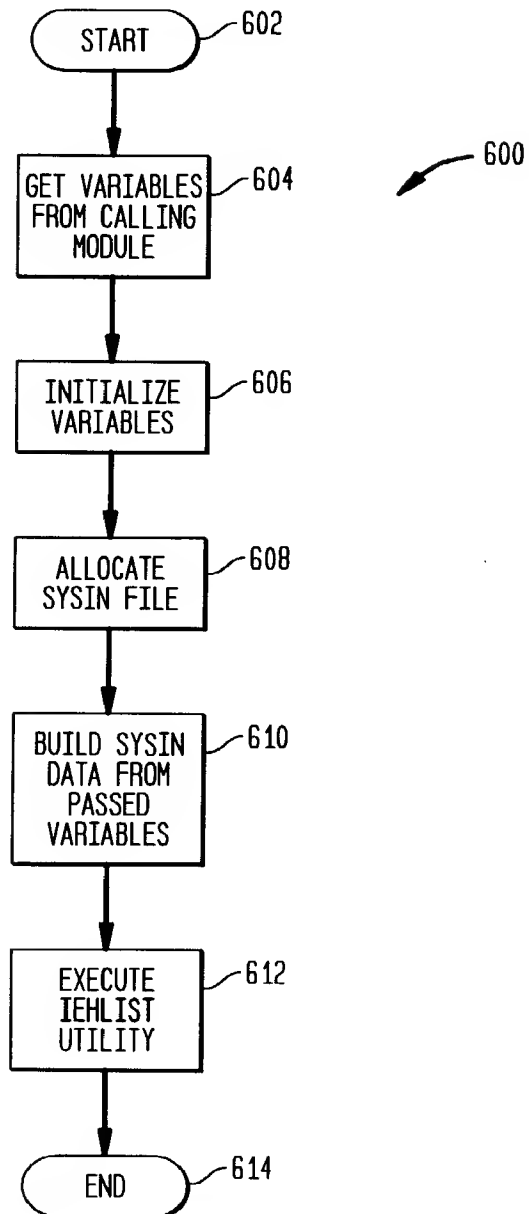 START
602
600
GET VARIABLES
FROM CALLING
MODULE
604
INITIALIZE
VARIABLES
606
ALLOCATE
SYSIN FILE
608
BUILD SYSIN
DATA FROM
PASSED
VARIABLES
610
EXECUTE
IEHLIST
UTILITY
612
END
614